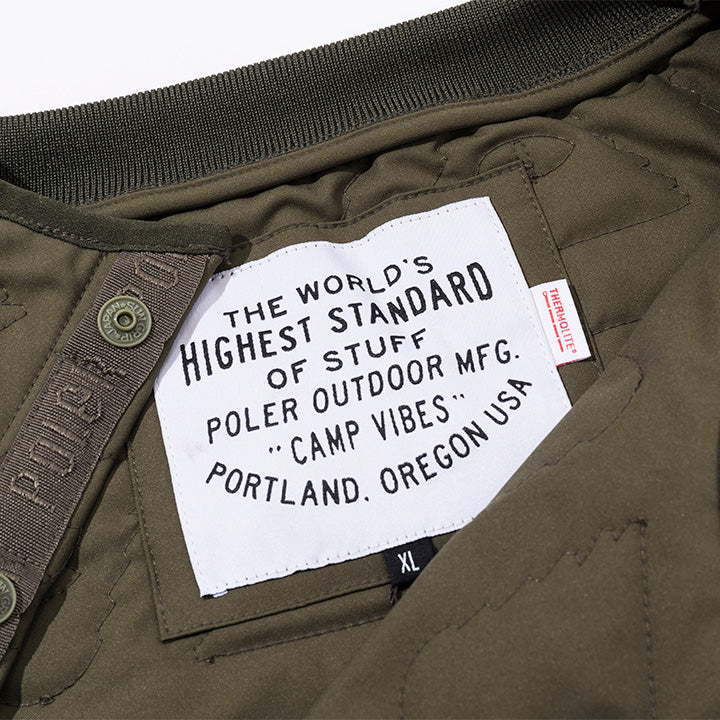 THE WORLD'S
HIGHEST STANDARD
OF STUFF
POLER OUTDOOR MFG.
"CAMP VIBES"
PORTLAND, OREGON USA
THERMOLITE®
XL